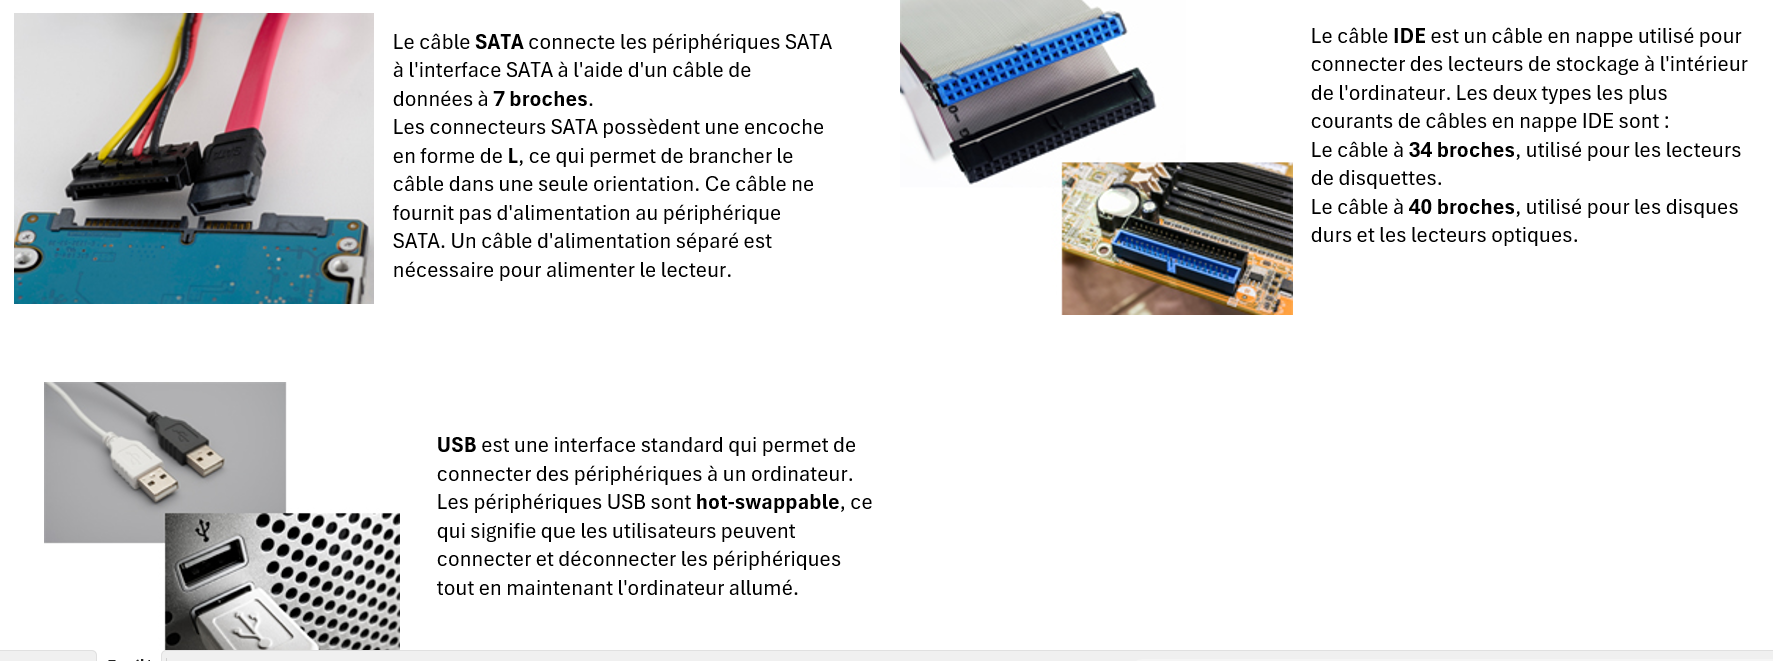 Le câble SATA connecte les périphériques SATA
à l'interface SATA à l'aide d'un câble de
données à 7 broches.
Les connecteurs SATA possèdent une encoche
en forme de L, ce qui permet de brancher le
câble dans une seule orientation. Ce câble ne
fournit pas d'alimentation au périphérique
SATA. Un câble d'alimentation séparé est
nécessaire pour alimenter le lecteur.
Le câble IDE est un câble en nappe utilisé pour
connecter des lecteurs de stockage à l'intérieur
de l'ordinateur. Les deux types les plus
courants de câbles en nappe IDE sont :
Le câble à 34 broches, utilisé pour les lecteurs
de disquettes.
Le câble à 40 broches, utilisé pour les disques
durs et les lecteurs optiques.
USB est une interface standard qui permet de
connecter des périphériques à un ordinateur.
Les périphériques USB sont hot-swappable, ce
qui signifie que les utilisateurs peuvent
connecter et déconnecter les périphériques
tout en maintenant l'ordinateur allumé.